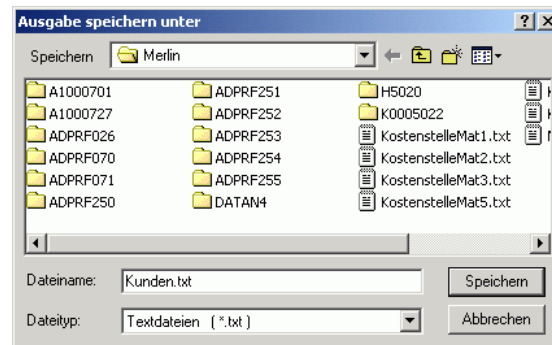 Ausgabe speichern unter
Speichern Merlin
A1000701 ADPRF251 H5020
A1000727 ADPRF252 K0005022
ADPRF026 ADPRF253 KostenstelleMat1.txt
ADPRF070 ADPRF254 KostenstelleMat2.txt
ADPRF071 ADPRF255 KostenstelleMat3.txt
ADPRF250 DATAN4 KostenstelleMat5.txt
Dateiname: Kunden.txt Speichern
Dateityp: Textdateien ( *.txt ) Abbrechen